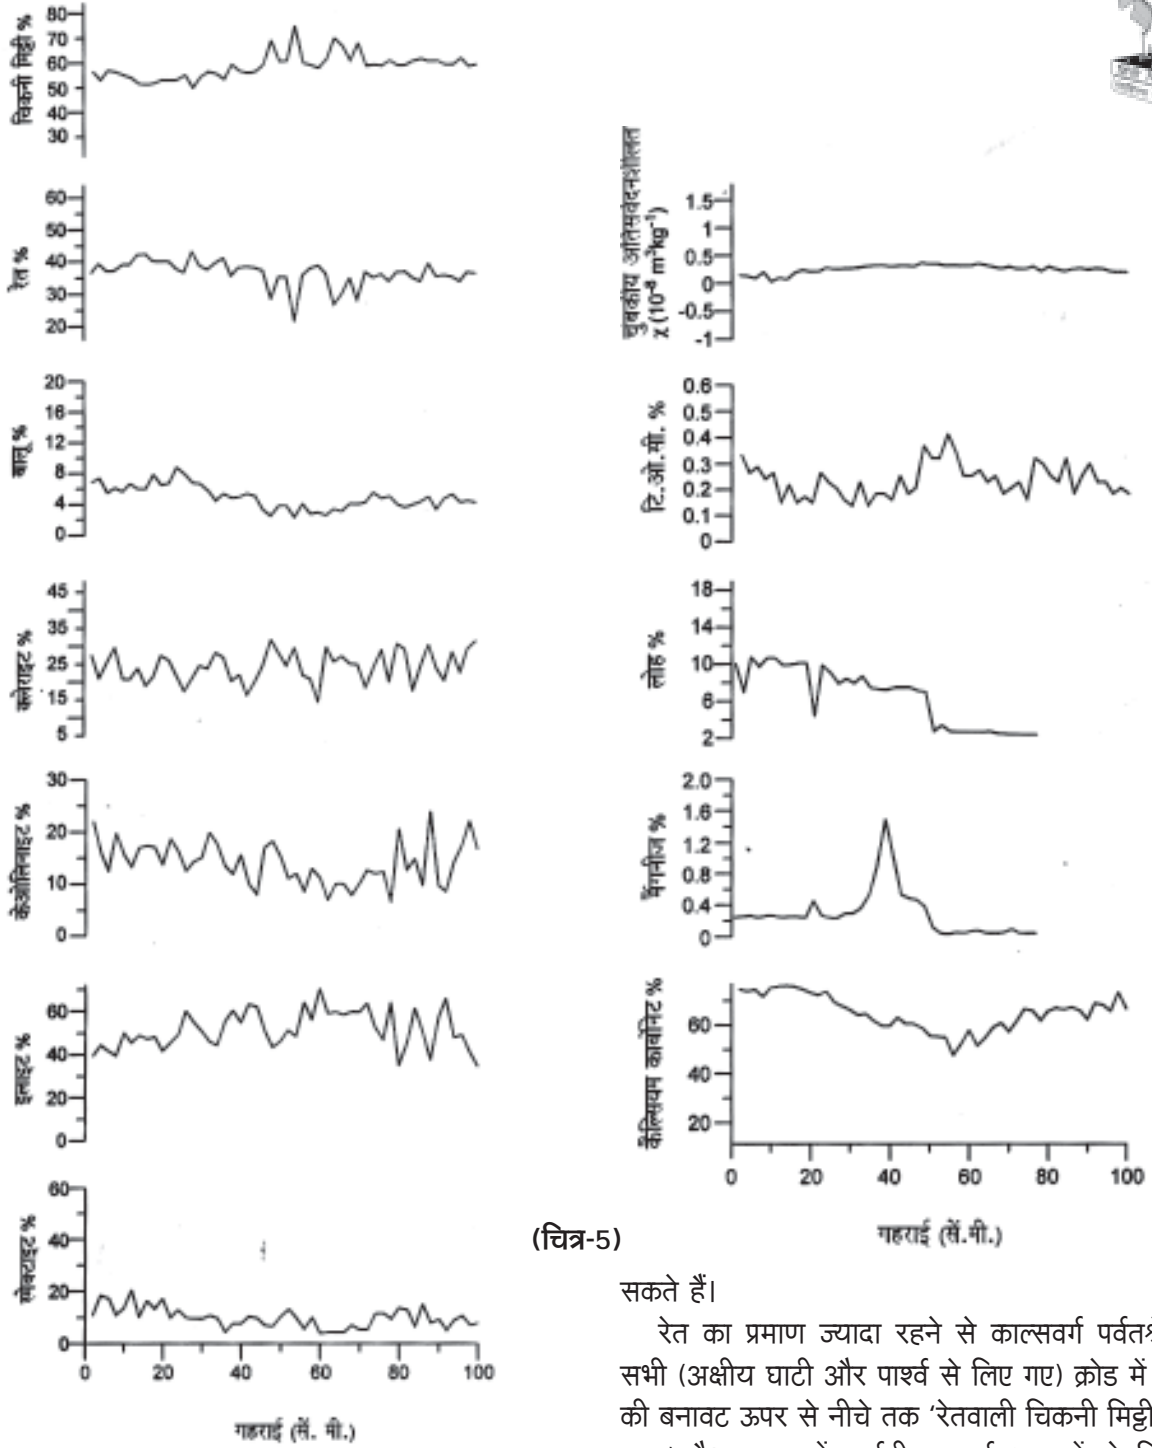 चिकनी मिट्टी %
80
70
60
50
40
30
रेत %
60
50
40
30
20
बालू %
20
16
12
8
4
0
क्लेराइट %
45
35
25
15
5
केओलिनाइट %
30
20
10
0
इलाइट %
60
40
20
0
स्मेक्टाइट %
60
40
20
0
0 20 40 60 80 100
गहराई (सें. मी.)
चुंबकीय अतिसंवेदनशीलत
χ (10⁻⁸ m³kg⁻¹)
1.5
1
0.5
0
-0.5
-1
टि.ओ.मी. %
0.6
0.5
0.4
0.3
0.2
0.1
0
लोह %
18
14
10
6
2
मैंगनीज %
2.0
1.6
1.2
0.8
0.4
0
कैल्सियम कार्बोनेट %
60
40
20
0 20 40 60 80 100
गहराई (सें.मी.)
(चित्र-5)
सकते हैं।
रेत का प्रमाण ज्यादा रहने से काल्सवर्ग
सभी (अक्षीय घाटी और पार्श्व से लिए गए) क्रोड में
की बनावट ऊपर से नीचे तक ‘रेतवाली चिकनी मिट्टी